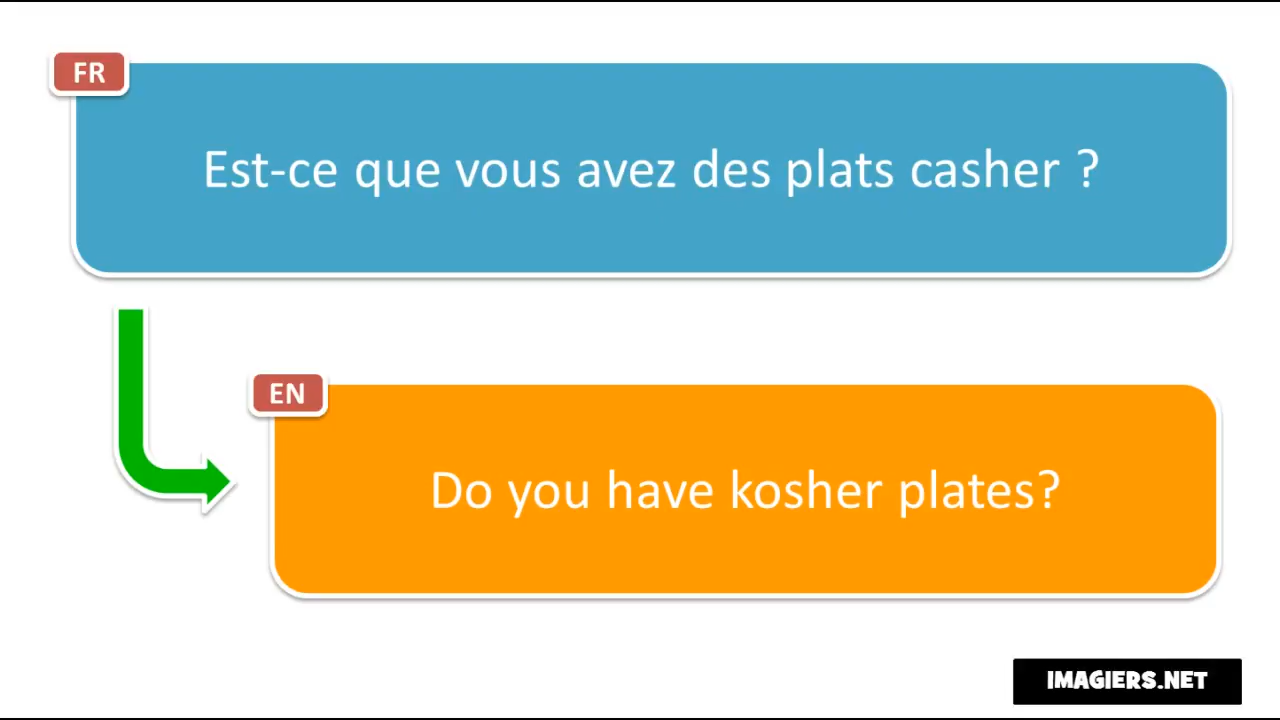 FR
Est-ce que vous avez des plats casher ?
EN
Do you have kosher plates?
IMAGIERS.NET